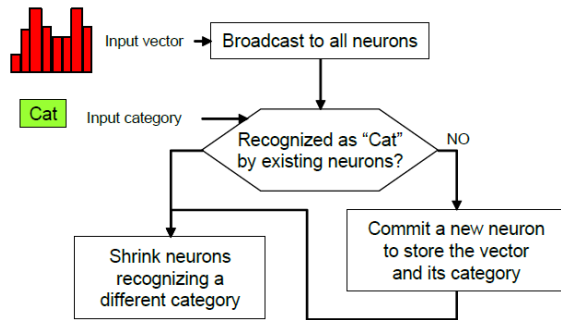 Input vector
Broadcast to all neurons
Cat
Input category
Recognized as “Cat”
by existing neurons?
NO
Shrink neurons
recognizing a
different category
Commit a new neuron
to store the vector
and its category